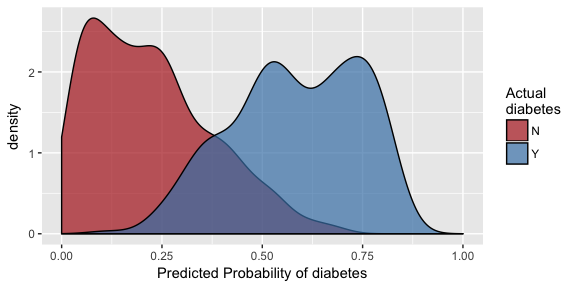 density
2
1
0
0.00 0.25 0.50 0.75 1.00
Predicted Probability of diabetes
Actual
diabetes
N
Y